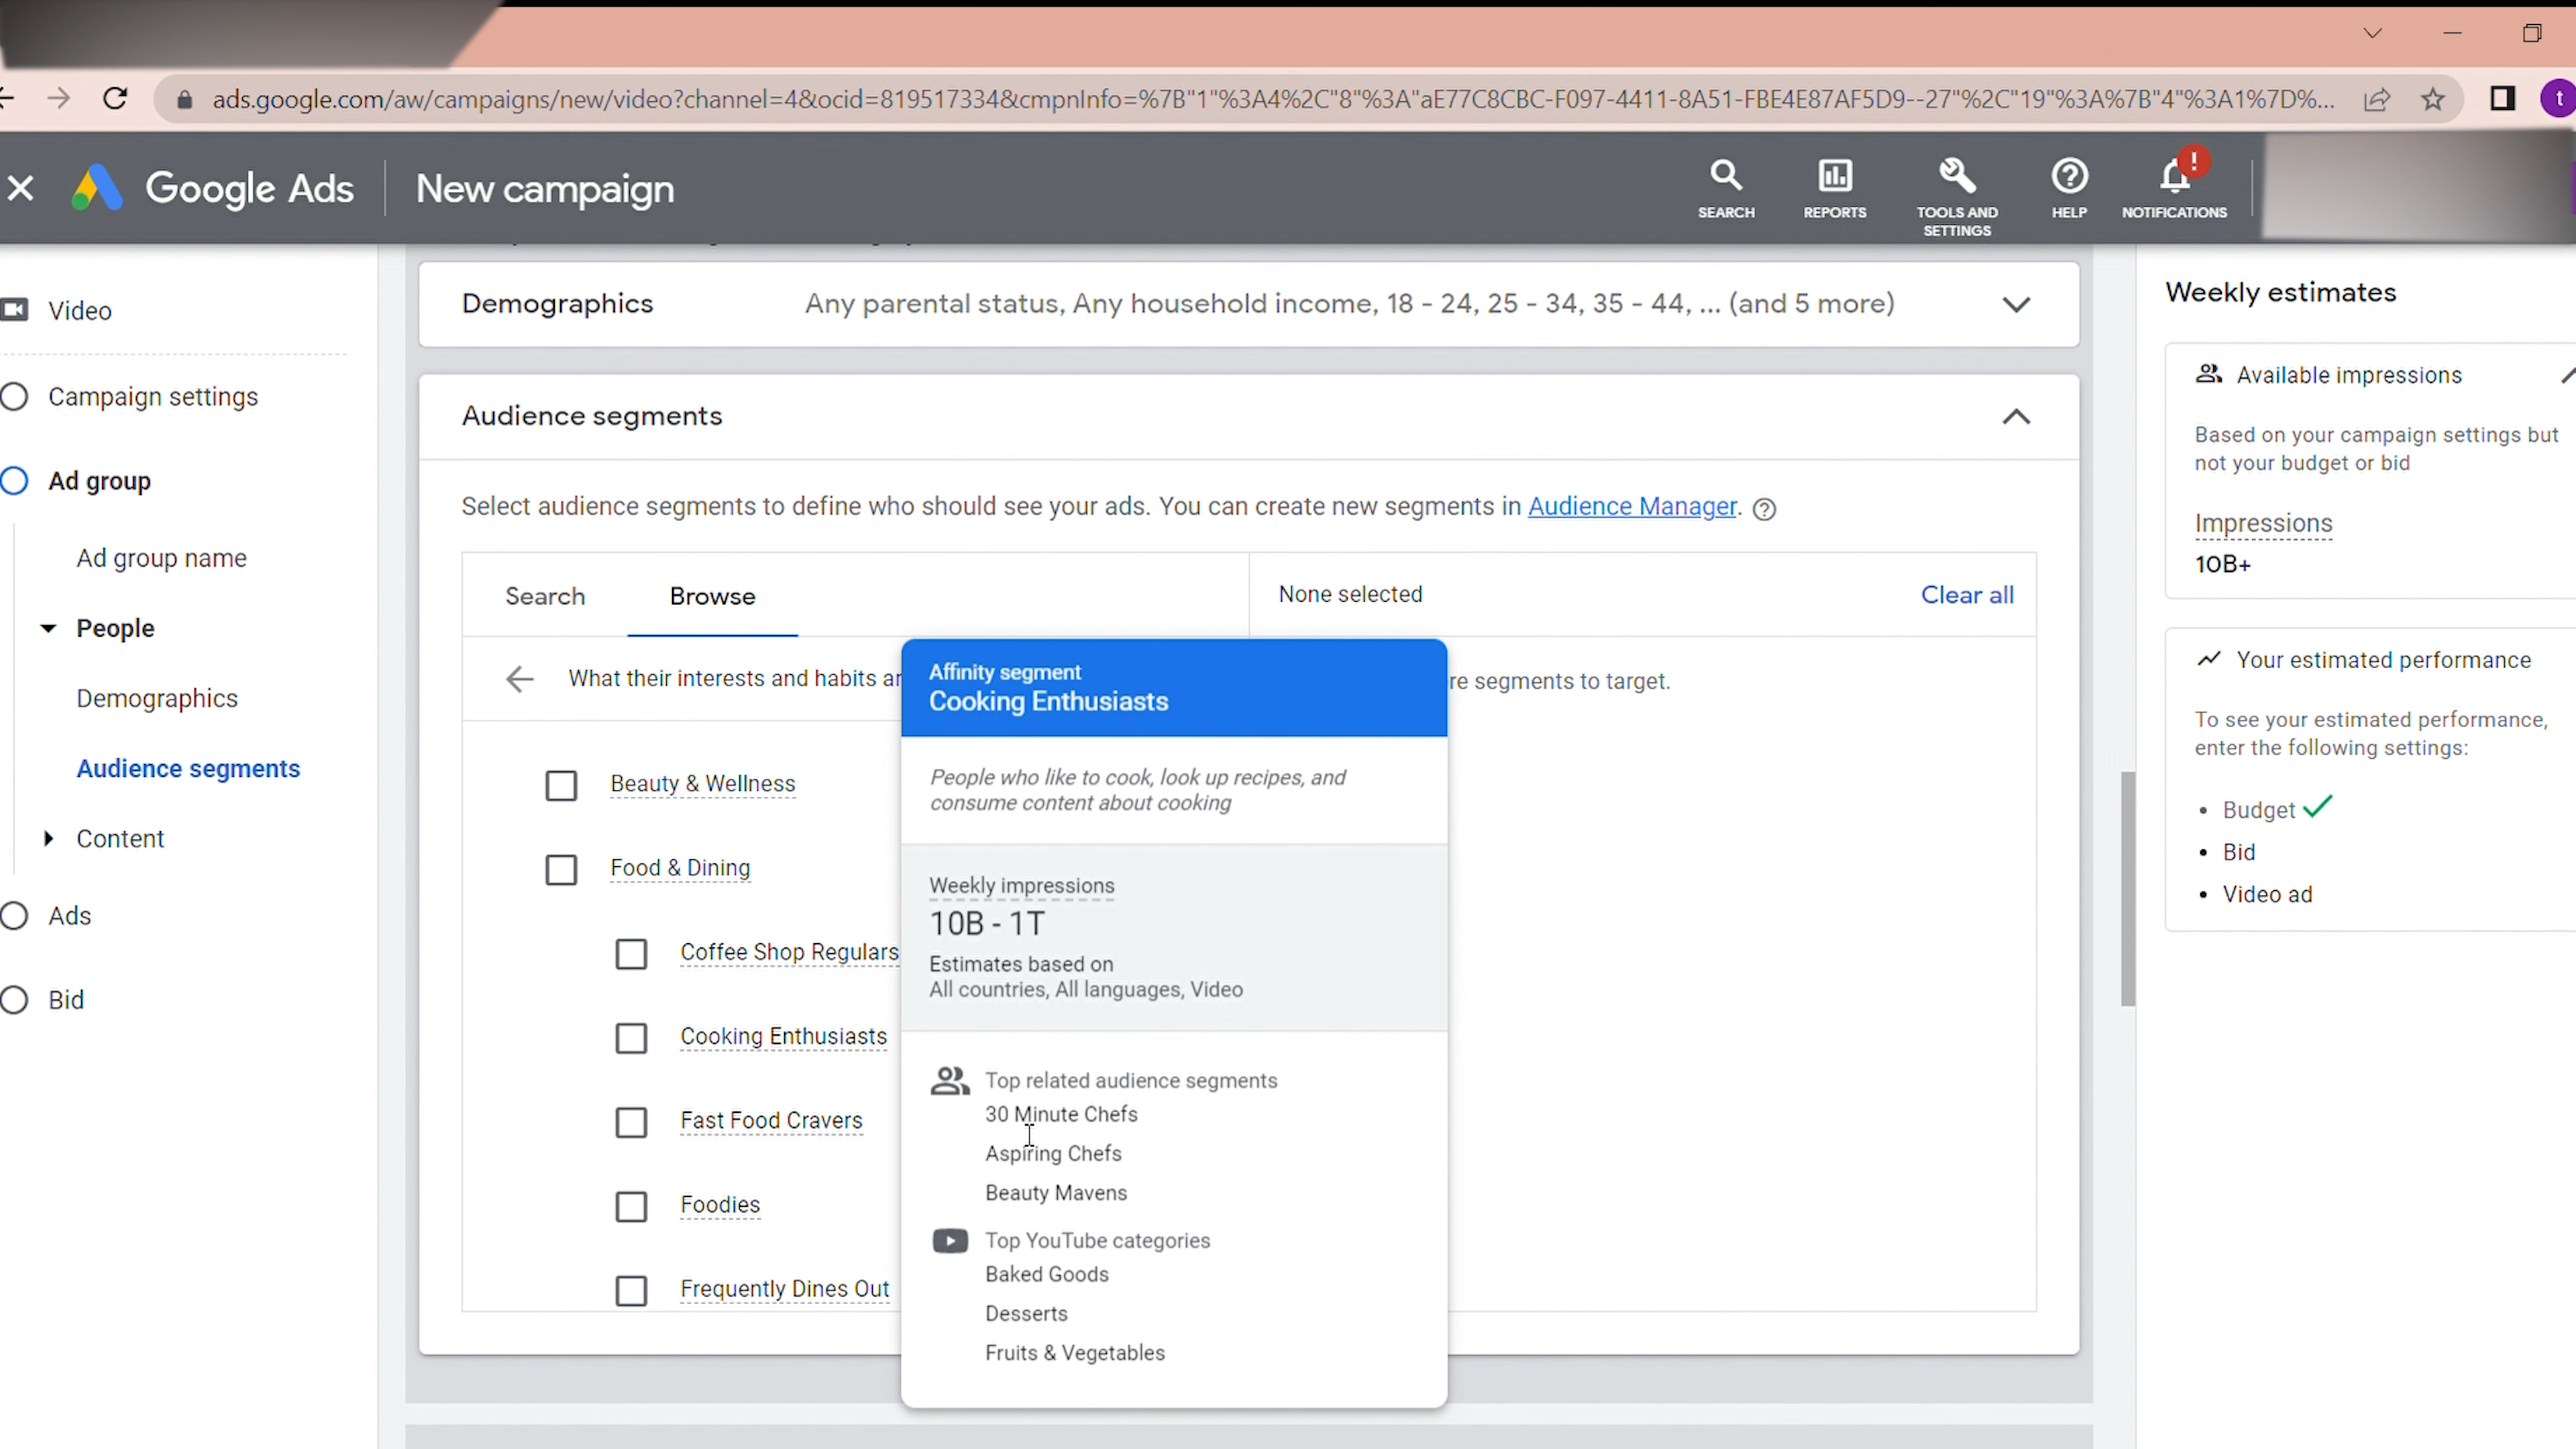 ads.google.com/aw/campaigns/new/video?channel=4&ocid=819517334&cmpnInfo=%7B"1"%3A4%2C"8"%3A"aE77C8CBC-F097-4411-8A51-FBE4E87AF5D9--27"%2C"19"%3A%7B"4"%3A1%7D%...
t
Google Ads
New campaign
SEARCH
REPORTS
TOOLS AND
SETTINGS
HELP
NOTIFICATIONS
!
Video
Campaign settings
Ad group
Ad group name
People
Demographics
Audience segments
Content
Ads
Bid
Demographics
Any parental status, Any household income, 18 - 24, 25 - 34, 35 - 44, ... (and 5 more)
Audience segments
Select audience segments to define who should see your ads. You can create new segments in Audience Manager.
Search
Browse
None selected
Clear all
What their interests and habits ar
re segments to target.
Beauty & Wellness
Food & Dining
Coffee Shop Regulars
Cooking Enthusiasts
Fast Food Cravers
Foodies
Frequently Dines Out
Affinity segment
Cooking Enthusiasts
People who like to cook, look up recipes, and
consume content about cooking
Weekly impressions
10B - 1T
Estimates based on
All countries, All languages, Video
Top related audience segments
30 Minute Chefs
Aspiring Chefs
Beauty Mavens
Top YouTube categories
Baked Goods
Desserts
Fruits & Vegetables
Weekly estimates
Available impressions
Based on your campaign settings but
not your budget or bid
Impressions
10B+
Your estimated performance
To see your estimated performance,
enter the following settings:
• Budget
• Bid
• Video ad